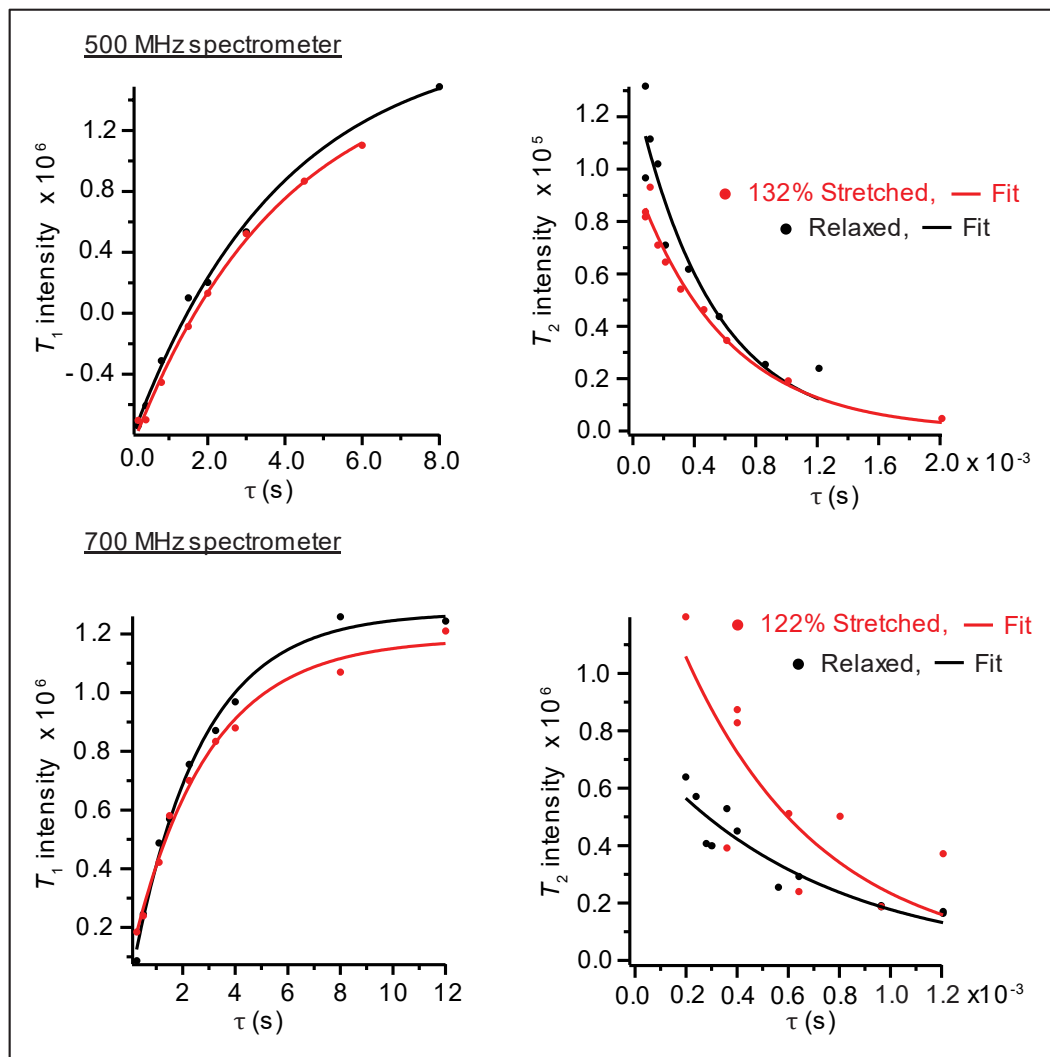 500 MHz spectrometer
T1 intensity x 10^6
1.2
0.8
0.4
0.0
- 0.4
0.0 2.0 4.0 6.0 8.0
τ (s)
T2 intensity x 10^5
1.2
1.0
0.8
0.6
0.4
0.2
0.0
132% Stretched, Fit
Relaxed, Fit
0.0 0.4 0.8 1.2 1.6 2.0 x 10^-3
τ (s)
700 MHz spectrometer
T1 intensity x 10^6
1.2
1.0
0.8
0.6
0.4
0.2
2 4 6 8 10 12
τ (s)
T2 intensity x 10^6
1.0
0.8
0.6
0.4
0.2
0.0
122% Stretched, Fit
Relaxed, Fit
0.0 0.2 0.4 0.6 0.8 1.0 1.2 x10^-3
τ (s)